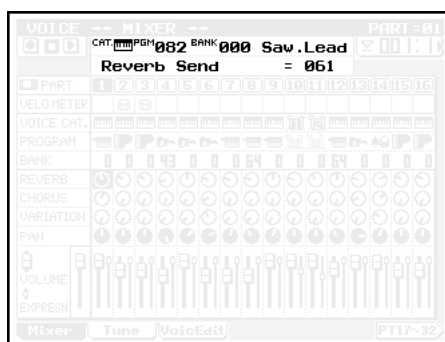 VOICE -- MIXER -- PART=01
CAT. PGM 082 BANK 000 Saw.Lead
Reverb Send = 061
PART 1 2 3 4 5 6 7 8 9 10 11 12 13 14 15 16
VELO METER
VOICE CAT.
PROGRAM
BANK 0 0 0 43 0 0 0 64 0 0 0 64 0 0 0 0
REVERB
CHORUS
VARIATION
PAN
VOLUME
EXPRESH
Mixer Tune VoicEdit PT17~32